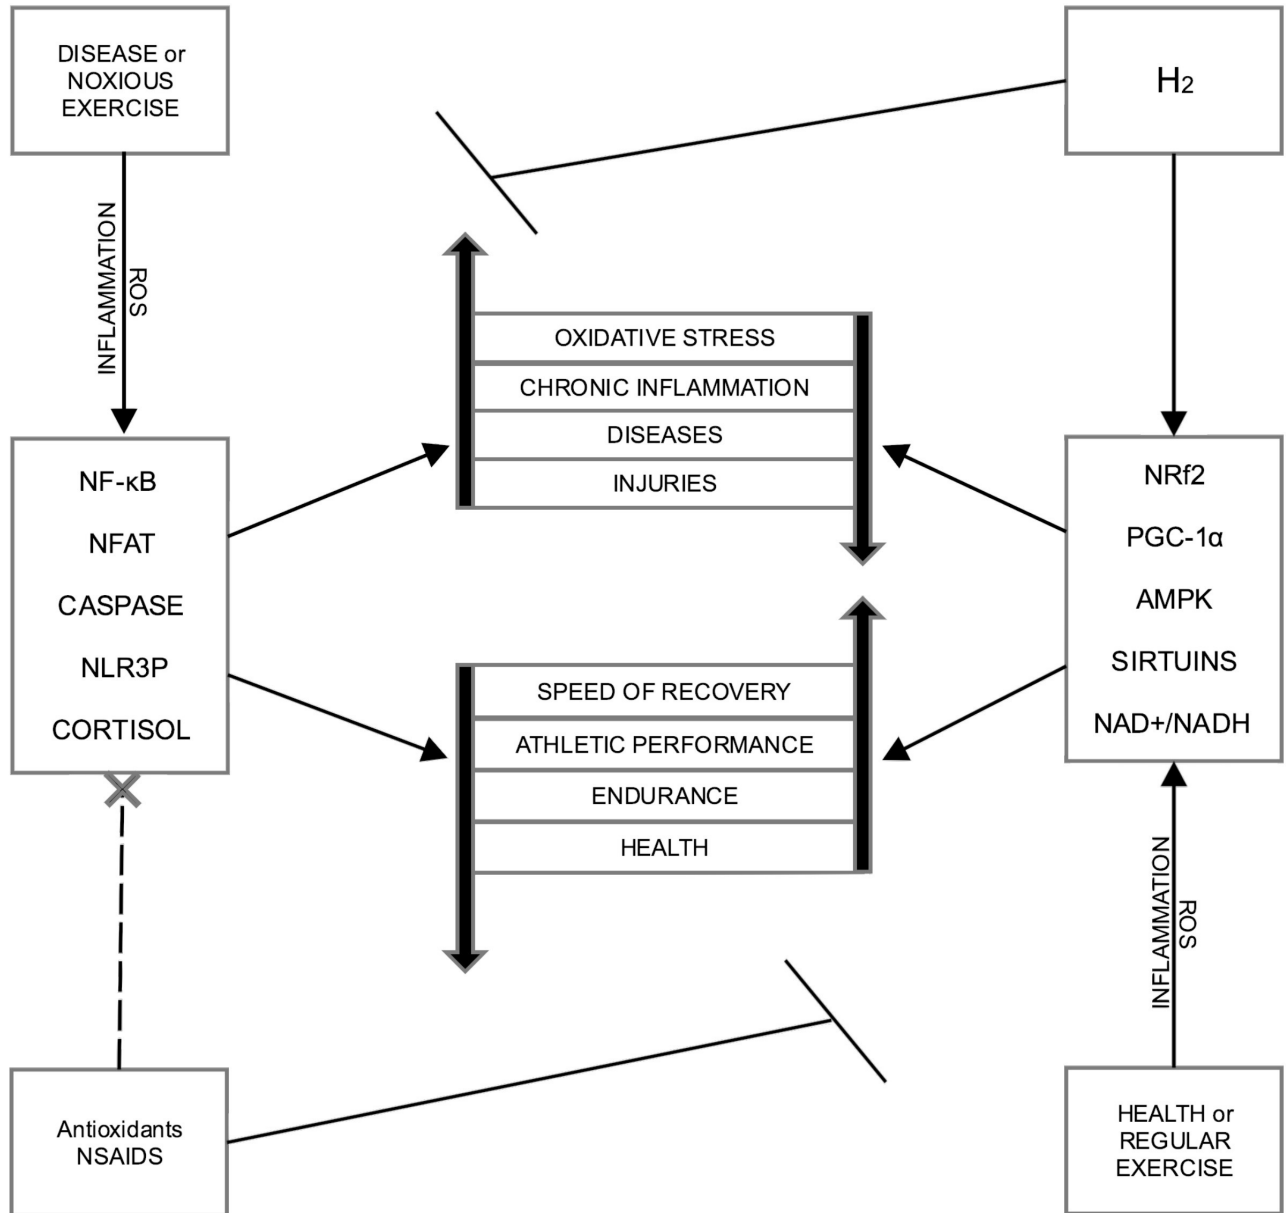 DISEASE or
NOXIOUS
EXERCISE
H2
INFLAMMATION
ROS
OXIDATIVE STRESS
CHRONIC INFLAMMATION
DISEASES
INJURIES
NF-κB
NFAT
CASPASE
NLR3P
CORTISOL
NRf2
PGC-1α
AMPK
SIRTUINS
NAD+/NADH
SPEED OF RECOVERY
ATHLETIC PERFORMANCE
ENDURANCE
HEALTH
INFLAMMATION
ROS
Antioxidants
NSAIDS
HEALTH or
REGULAR
EXERCISE